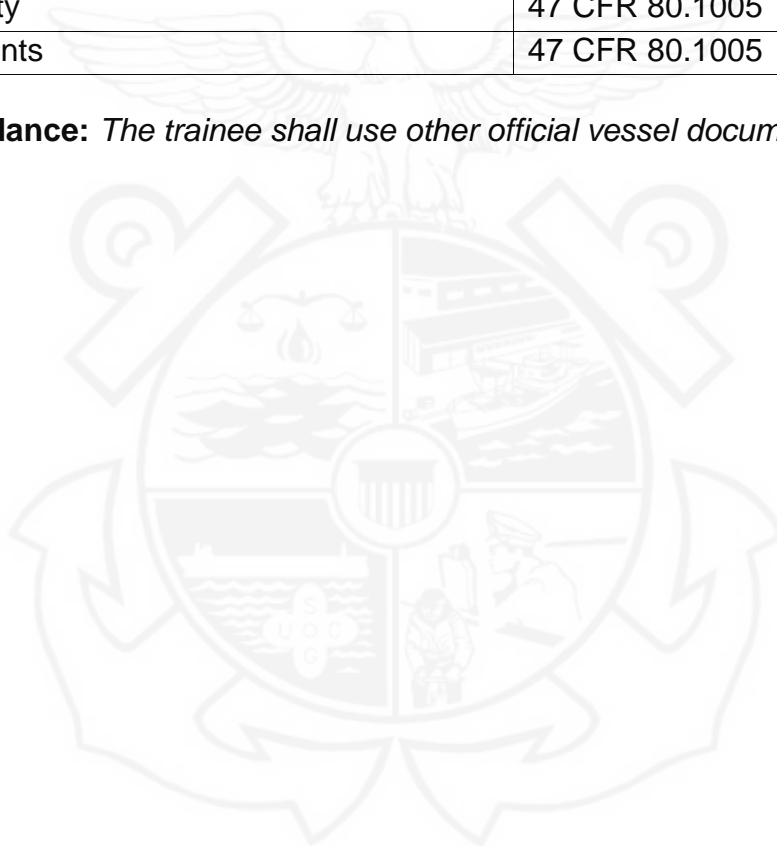 ty 47 CFR 80.1005
nts 47 CFR 80.1005
lance: The trainee shall use other official vessel docum
U S C G